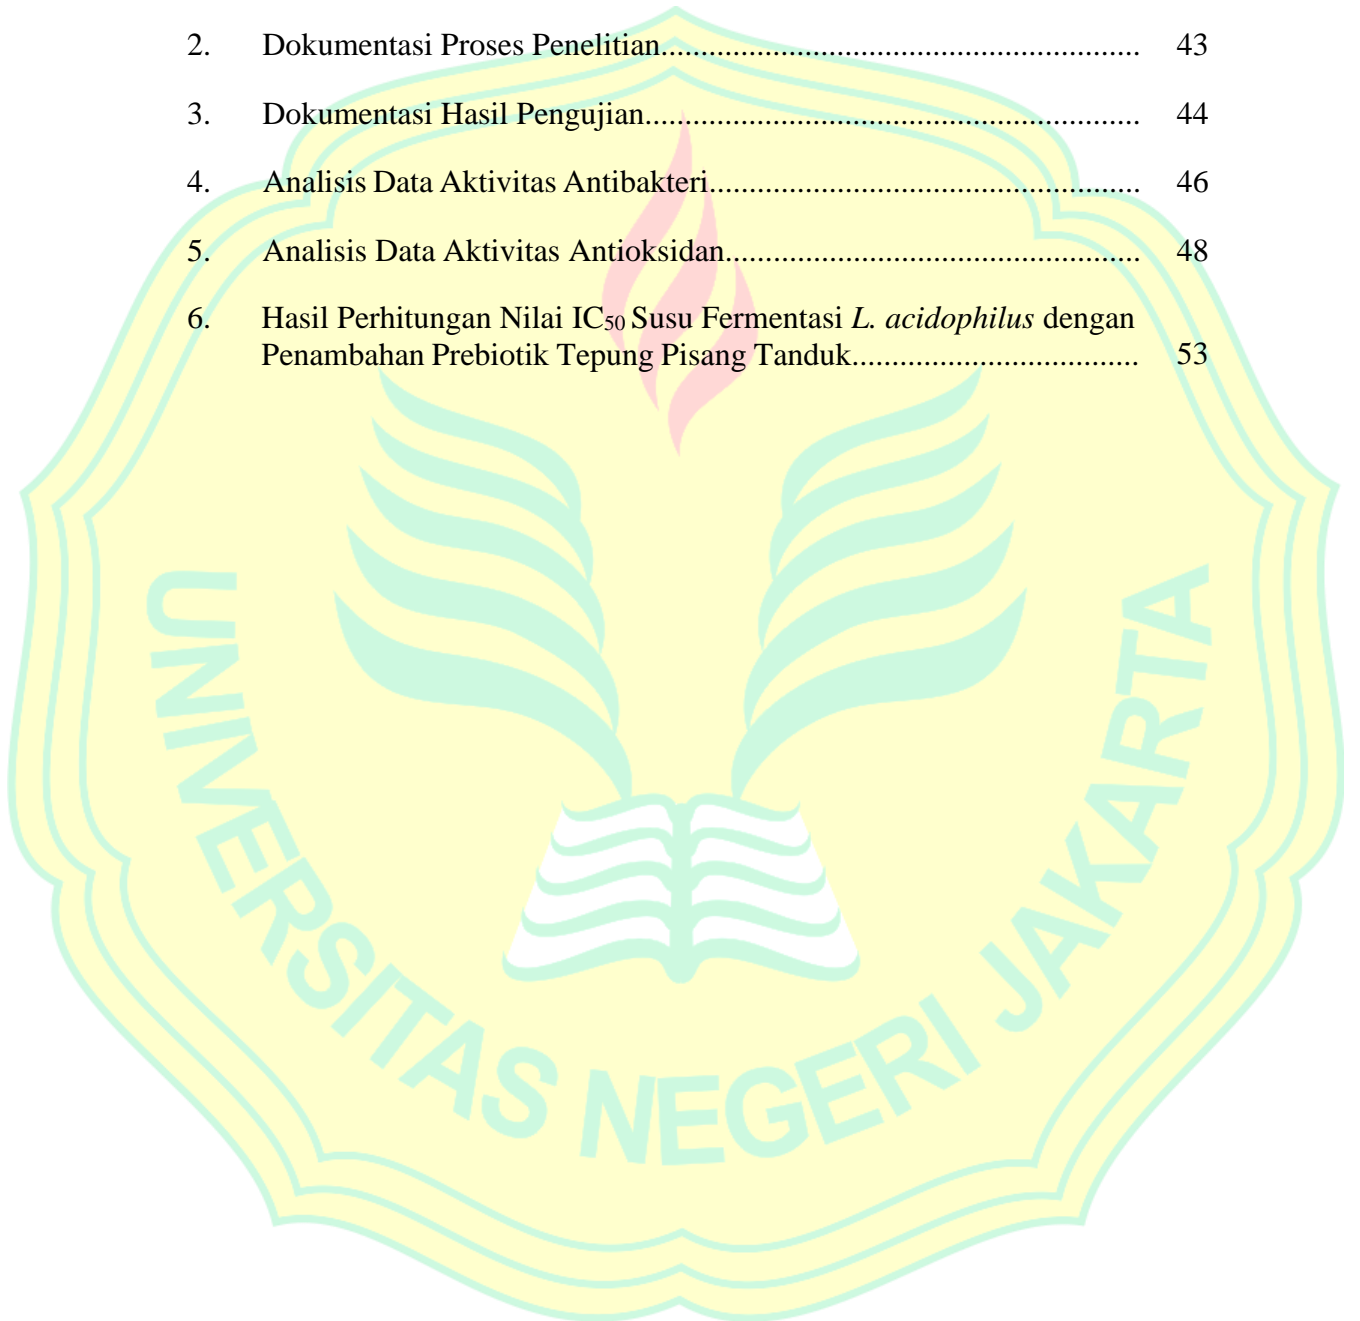 2. Dokumentasi Proses Penelitian............................................................ 43
3. Dokumentasi Hasil Pengujian.............................................................. 44
4. Analisis Data Aktivitas Antibakteri...................................................... 46
5. Analisis Data Aktivitas Antioksidan.................................................... 48
6. Hasil Perhitungan Nilai IC₅₀ Susu Fermentasi L. acidophilus dengan
Penambahan Prebiotik Tepung Pisang Tanduk.................................... 53
UNIVERSITAS NEGERI JAKARTA